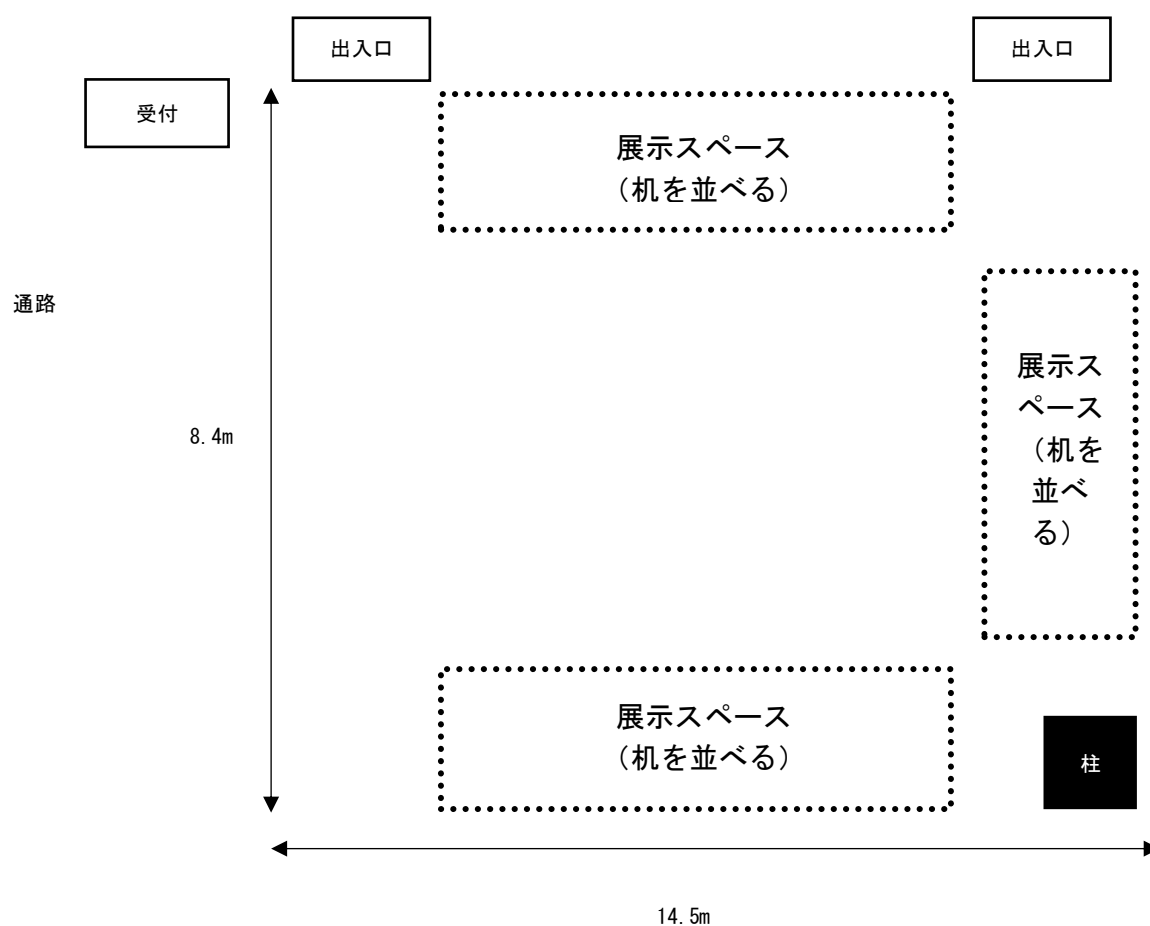 出入口
出入口
受付
展示スペース
（机を並べる）
通路
展示ス
ペース
（机を
並べ
る）
8.4m
展示スペース
（机を並べる）
柱
14.5m